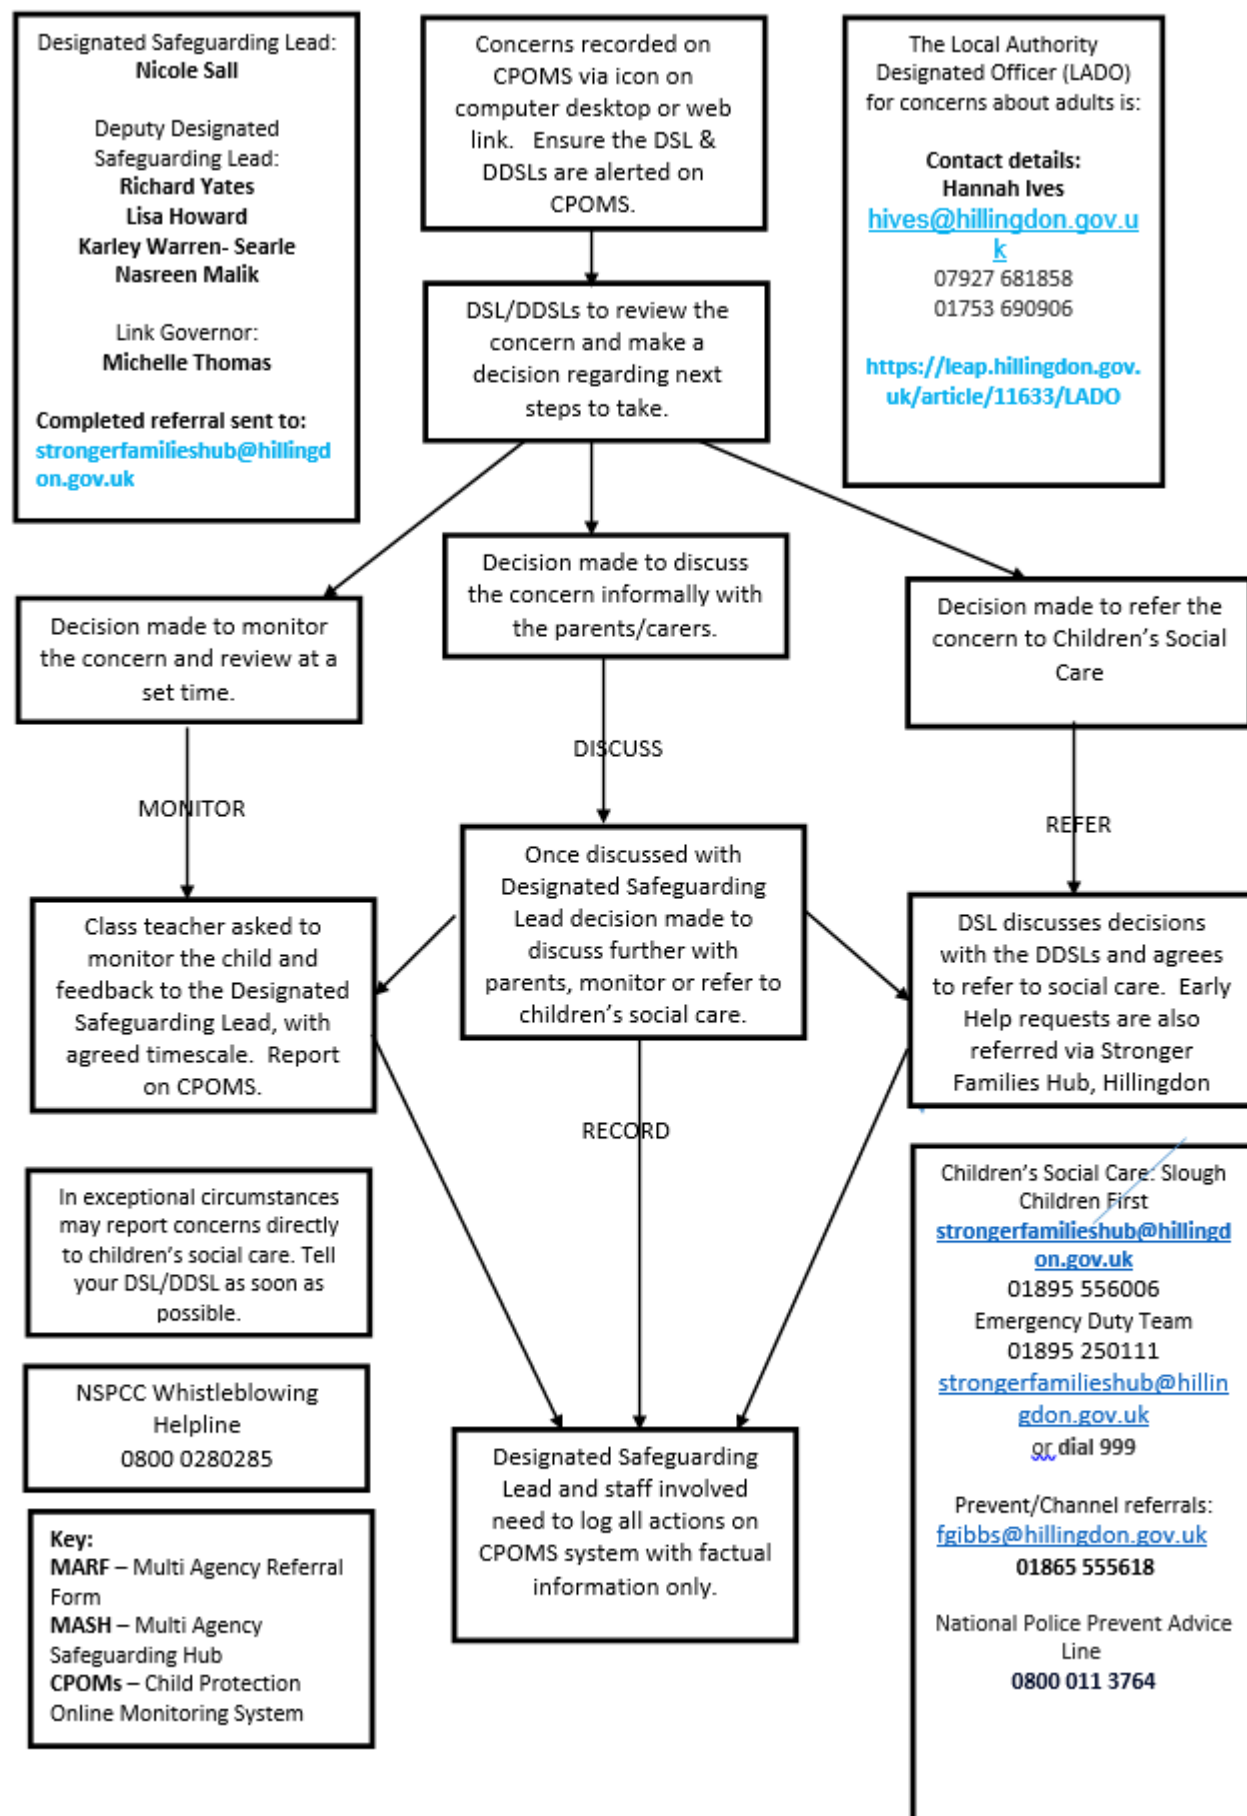 Designated Safeguarding Lead:
Nicole Sall
Deputy Designated
Safeguarding Lead:
Richard Yates
Lisa Howard
Karley Warren- Searle
Nasreen Malik
Link Governor:
Michelle Thomas
Completed referral sent to:
strongerfamilieshub@hillingd
on.gov.uk
Concerns recorded on
CPOMS via icon on
computer desktop or web
link.   Ensure the DSL &
DDSLs are alerted on
CPOMS.
The Local Authority
Designated Officer (LADO)
for concerns about adults is:
Contact details:
Hannah Ives
hives@hillingdon.gov.u
k
07927 681858
01753 690906
https://leap.hillingdon.gov.
uk/article/11633/LADO
DSL/DDSLs to review the
concern and make a
decision regarding next
steps to take.
Decision made to monitor
the concern and review at a
set time.
Decision made to discuss
the concern informally with
the parents/carers.
Decision made to refer the
concern to Children’s Social
Care
MONITOR
DISCUSS
REFER
Class teacher asked to
monitor the child and
feedback to the Designated
Safeguarding Lead, with
agreed timescale.  Report
on CPOMS.
Once discussed with
Designated Safeguarding
Lead decision made to
discuss further with
parents, monitor or refer to
children’s social care.
DSL discusses decisions
with the DDSLs and agrees
to refer to social care.  Early
Help requests are also
referred via Stronger
Families Hub, Hillingdon
RECORD
In exceptional circumstances
may report concerns directly
to children’s social care. Tell
your DSL/DDSL as soon as
possible.
NSPCC Whistleblowing
Helpline
0800 0280285
Key:
MARF – Multi Agency Referral
Form
MASH – Multi Agency
Safeguarding Hub
CPOMs – Child Protection
Online Monitoring System
Designated Safeguarding
Lead and staff involved
need to log all actions on
CPOMS system with factual
information only.
Children’s Social Care: Slough
Children First
strongerfamilieshub@hillingd
on.gov.uk
01895 556006
Emergency Duty Team
01895 250111
strongerfamilieshub@hillin
gdon.gov.uk
or dial 999
Prevent/Channel referrals:
fgibbs@hillingdon.gov.uk
01865 555618
National Police Prevent Advice
Line
0800 011 3764